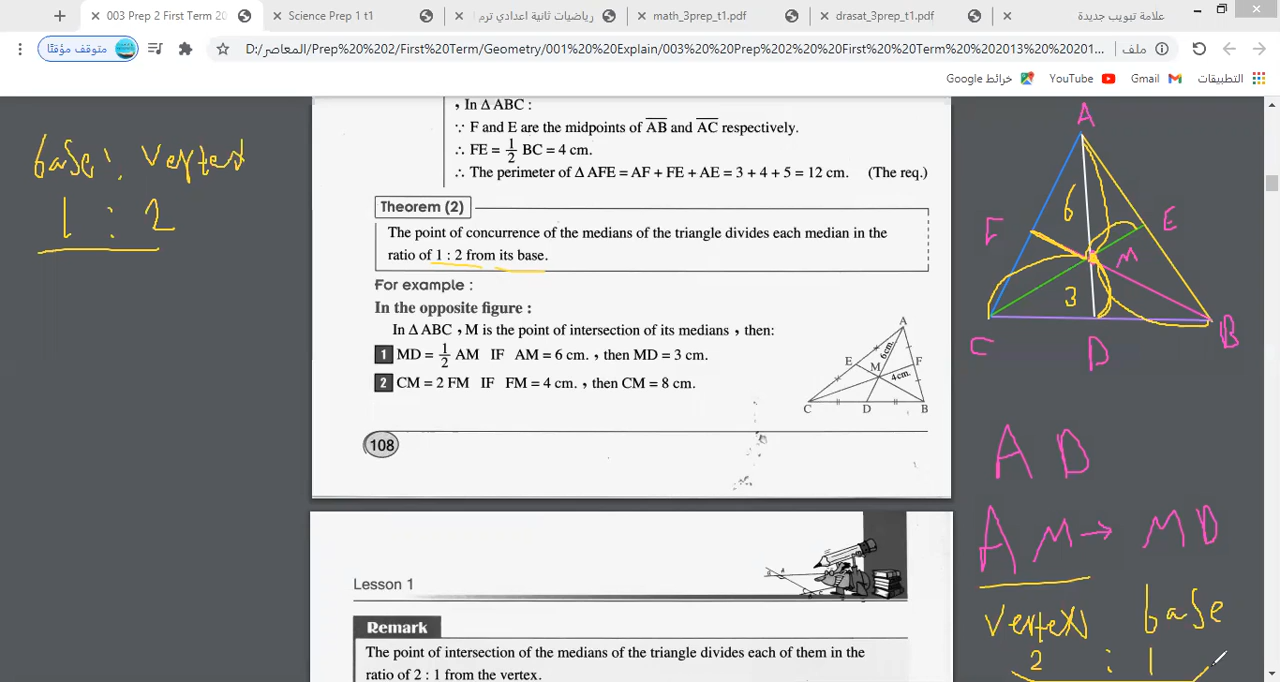 003 Prep 2 First Term 20
Science Prep 1 t1
رياضيات ثانية اعدادي ترم
math_3prep_t1.pdf
drasat_3prep_t1.pdf
علامة تبويب جديدة
متوقف مؤقتًا
D:/المعاصر/Prep%20%202/First%20Term/Geometry/001%20%20Explain/003%20%20Prep%20%20First%20%20Term%20%202013%20%20201...
ملف
التطبيقات
Gmail
YouTube
خرائط Google
, In Δ ABC :
∵ F and E are the midpoints of AB and AC respectively.
∴ FE = 1/2 BC = 4 cm.
∴ The perimeter of Δ AFE = AF + FE + AE = 3 + 4 + 5 = 12 cm. (The req.)
Theorem (2)
The point of concurrence of the medians of the triangle divides each median in the
ratio of 1 : 2 from its base.
For example :
In the opposite figure :
In Δ ABC , M is the point of intersection of its medians , then:
1 MD = 1/2 AM IF AM = 6 cm. , then MD = 3 cm.
2 CM = 2 FM IF FM = 4 cm. , then CM = 8 cm.
A
E
M
6cm.
F
4cm.
C
D
B
108
Lesson 1
Remark
The point of intersection of the medians of the triangle divides each of them in the
ratio of 2 : 1 from the vertex.
base : vertex
1 : 2
A
6
F
E
M
3
C
D
B
A D
A M → M D
vertex base
2 : 1